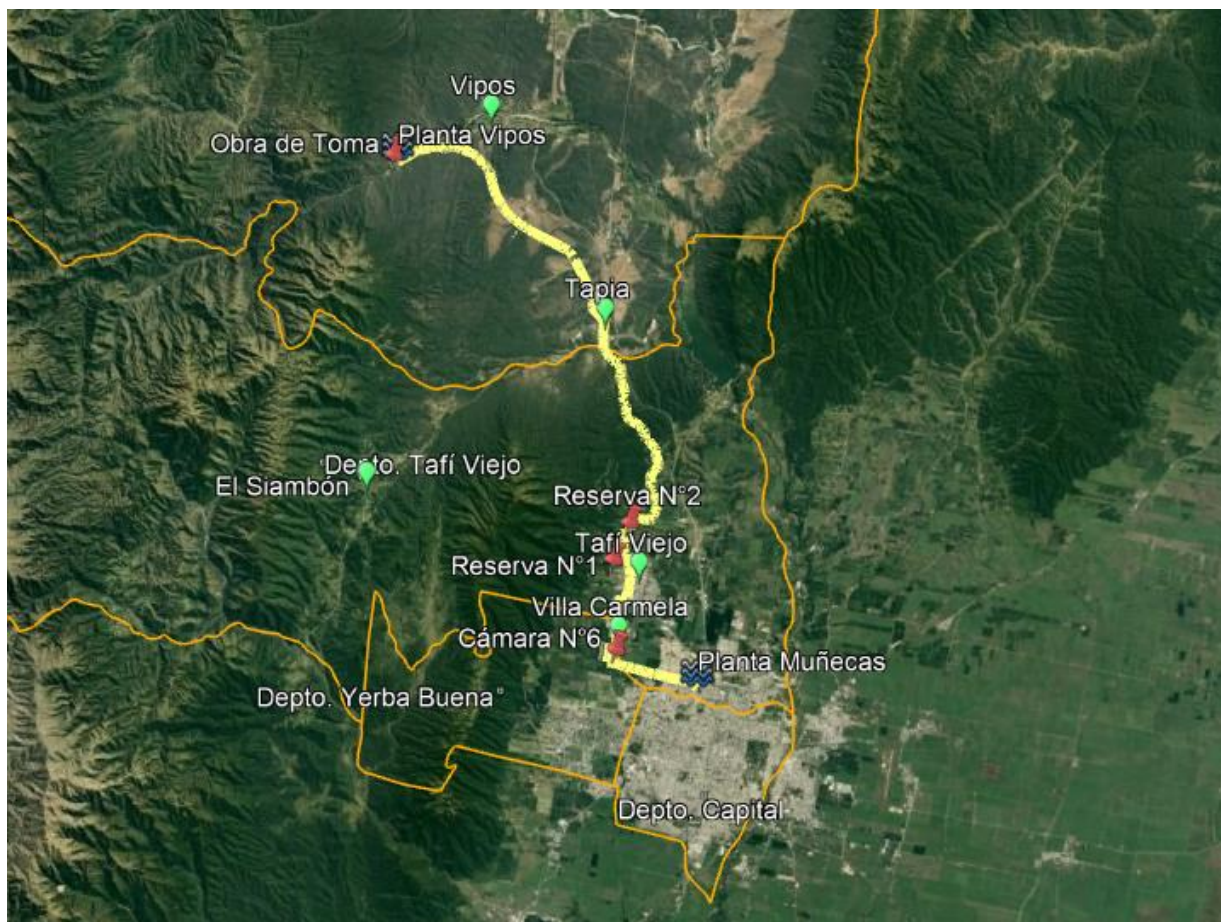 Vipos
Planta Vipos
Obra de Toma
Tapia
Depto. Tafí Viejo
El Siambón
Reserva N°2
Tafí Viejo
Reserva N°1
Villa Carmela
Cámara N°6
Planta Muñecas
Depto. Yerba Buena
Depto. Capital